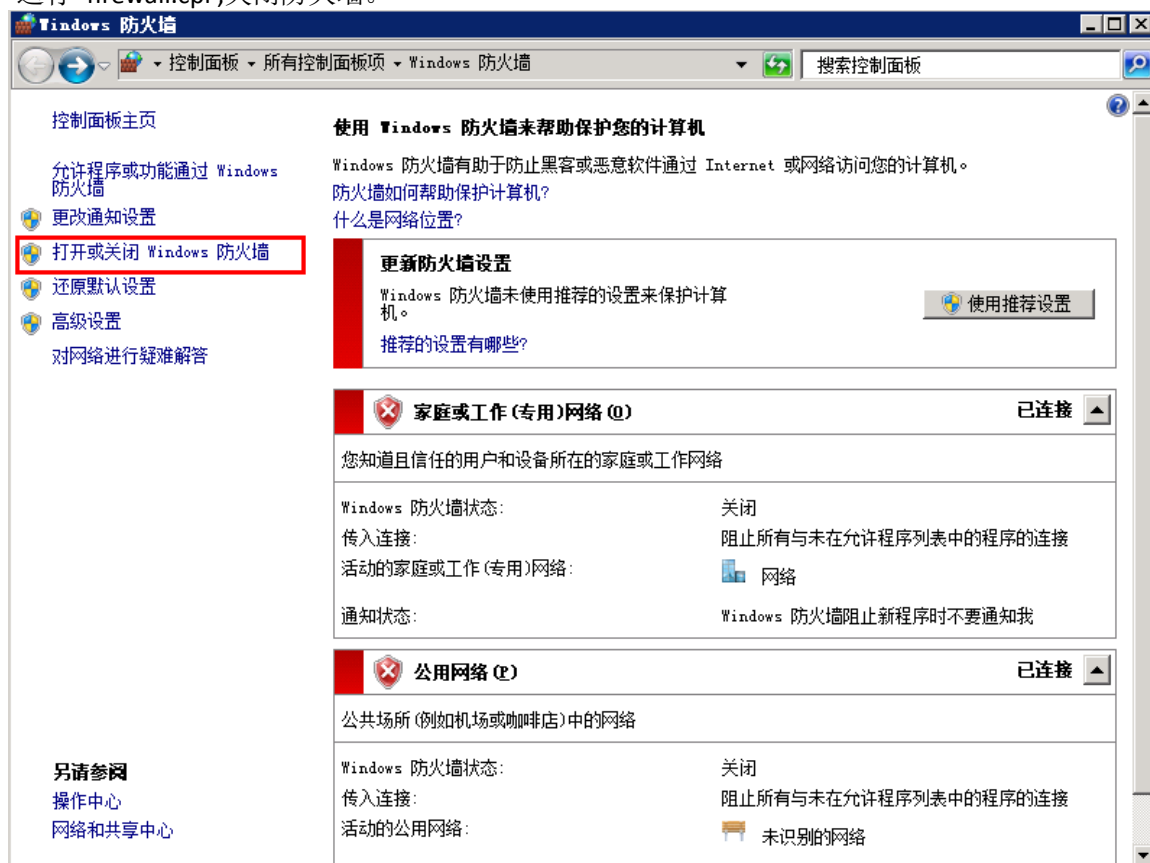 Windows 防火墙
控制面板 所有控制面板项 Windows 防火墙
搜索控制面板
控制面板主页
允许程序或功能通过 Windows
防火墙
更改通知设置
打开或关闭 Windows 防火墙
还原默认设置
高级设置
对网络进行疑难解答
另请参阅
操作中心
网络和共享中心
使用 Windows 防火墙来帮助保护您的计算机
Windows 防火墙有助于防止黑客或恶意软件通过 Internet 或网络访问您的计算机。
防火墙如何帮助保护计算机?
什么是网络位置?
更新防火墙设置
Windows 防火墙未使用推荐的设置来保护计算
机。
使用推荐设置
推荐的设置有哪些?
家庭或工作(专用)网络(O) 已连接
您知道且信任的用户和设备所在的家庭或工作网络
Windows 防火墙状态: 关闭
传入连接: 阻止所有与未在允许程序列表中的程序的连接
活动的家庭或工作(专用)网络: 网络
通知状态: Windows 防火墙阻止新程序时不要通知我
公用网络(P) 已连接
公共场所(例如机场或咖啡店)中的网络
Windows 防火墙状态: 关闭
传入连接: 阻止所有与未在允许程序列表中的程序的连接
活动的公用网络: 未识别的网络